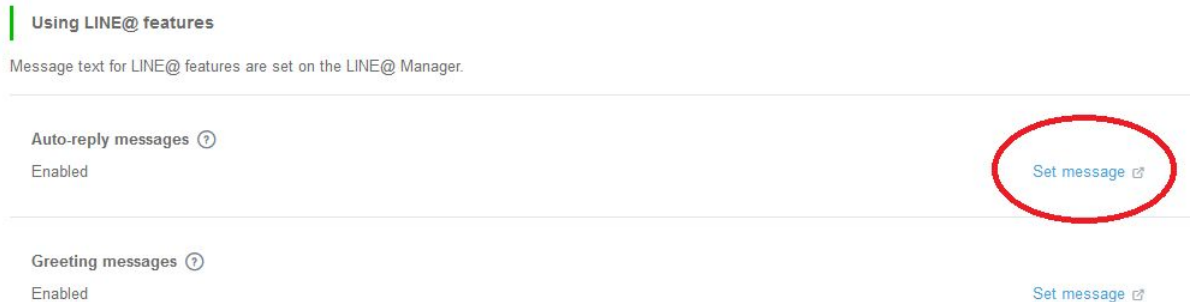 Using LINE@ features
Message text for LINE@ features are set on the LINE@ Manager.
Auto-reply messages ?
Enabled
Set message
Greeting messages ?
Enabled
Set message